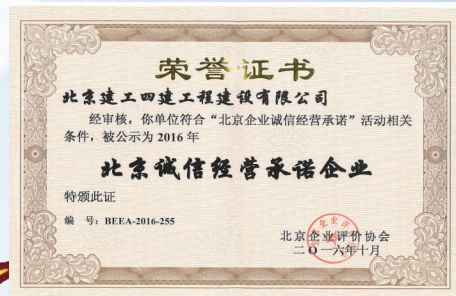 荣誉证书
北京建工四建工程建设有限公司
经审核，你单位符合“北京企业诚信经营承诺”活动相关
条件，被公示为 2016 年
北京诚信经营承诺企业
特颁此证
编 号：BEEA-2016-255
北京企业评价协会
二〇一六年十月